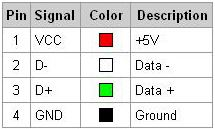 Pin Signal Color Description
1 VCC +5V
2 D- Data -
3 D+ Data +
4 GND Ground